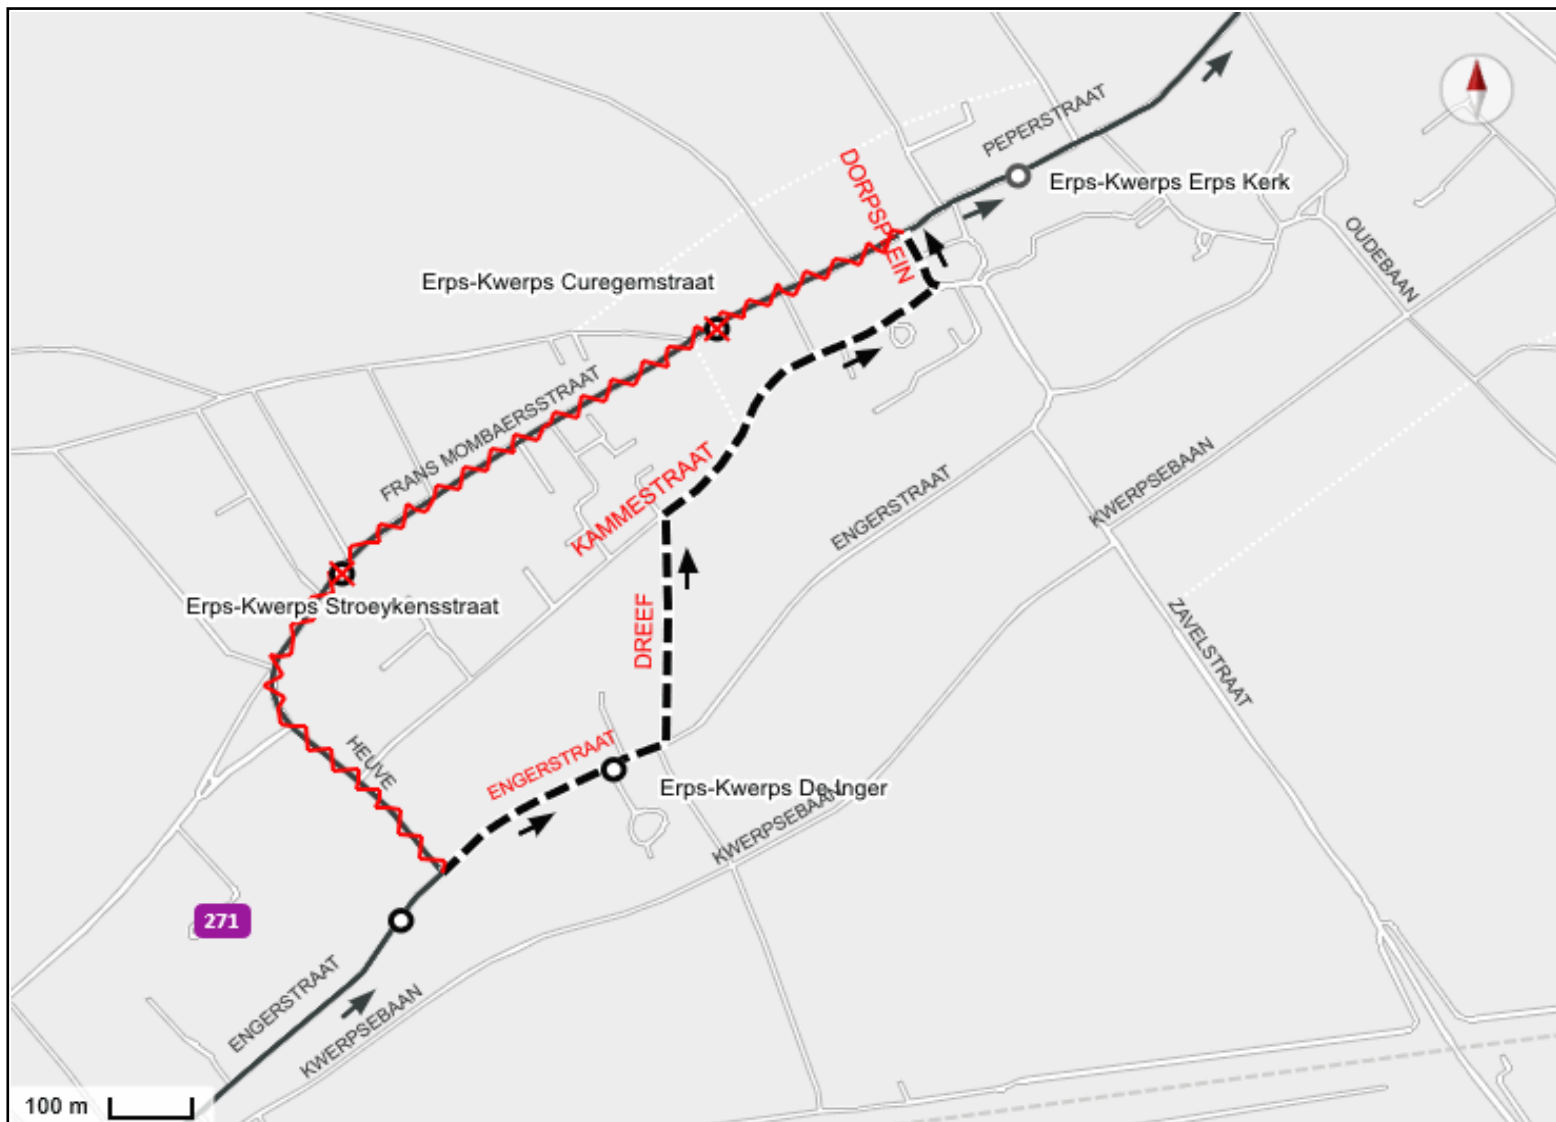 PEPERSTRAAT
DORPSPLEIN
Erps-Kwerps Erps Kerk
OUDEBAAN
Erps-Kwerps Curegemstraat
FRANS MOMBAERSSTRAAT
KAMMESTRAAT
ENGERSTRAAT
KWERPSEBAAN
Erps-Kwerps Stroeykensstraat
DREEF
ZAVELSTRAAT
HEUVE
ENGERSTRAAT
Erps-Kwerps De Inger
KWERPSEBAAN
271
ENGERSTRAAT
KWERPSEBAAN
100 m